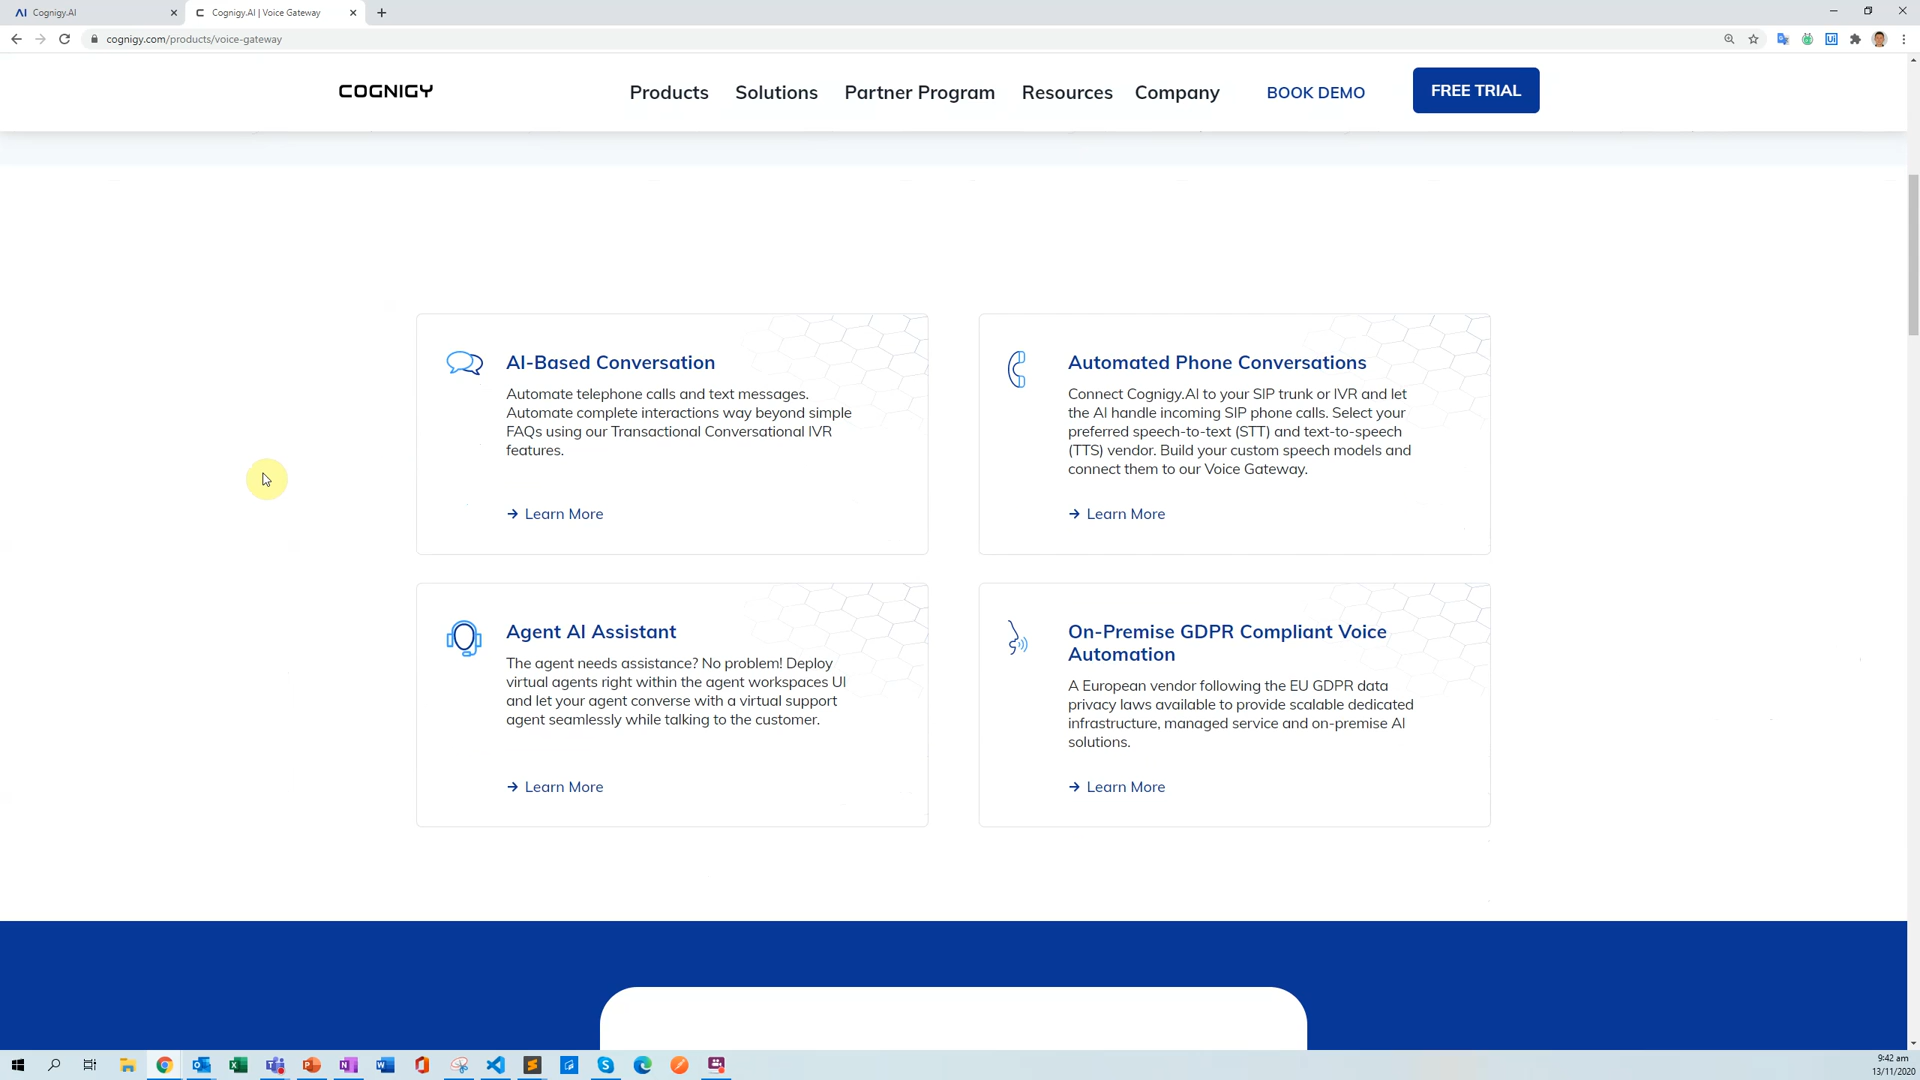 Cognigy.AI
Cognigy.AI | Voice Gateway
cognigy.com/products/voice-gateway
COGNIGY
Products
Solutions
Partner Program
Resources
Company
BOOK DEMO
FREE TRIAL
AI-Based Conversation
Automate telephone calls and text messages.
Automate complete interactions way beyond simple
FAQs using our Transactional Conversational IVR
features.
→ Learn More
Automated Phone Conversations
Connect Cognigy.AI to your SIP trunk or IVR and let
the AI handle incoming SIP phone calls. Select your
preferred speech-to-text (STT) and text-to-speech
(TTS) vendor. Build your custom speech models and
connect them to our Voice Gateway.
→ Learn More
Agent AI Assistant
The agent needs assistance? No problem! Deploy
virtual agents right within the agent workspaces UI
and let your agent converse with a virtual support
agent seamlessly while talking to the customer.
→ Learn More
On-Premise GDPR Compliant Voice
Automation
A European vendor following the EU GDPR data
privacy laws available to provide scalable dedicated
infrastructure, managed service and on-premise AI
solutions.
→ Learn More
9:42 am
13/11/2020